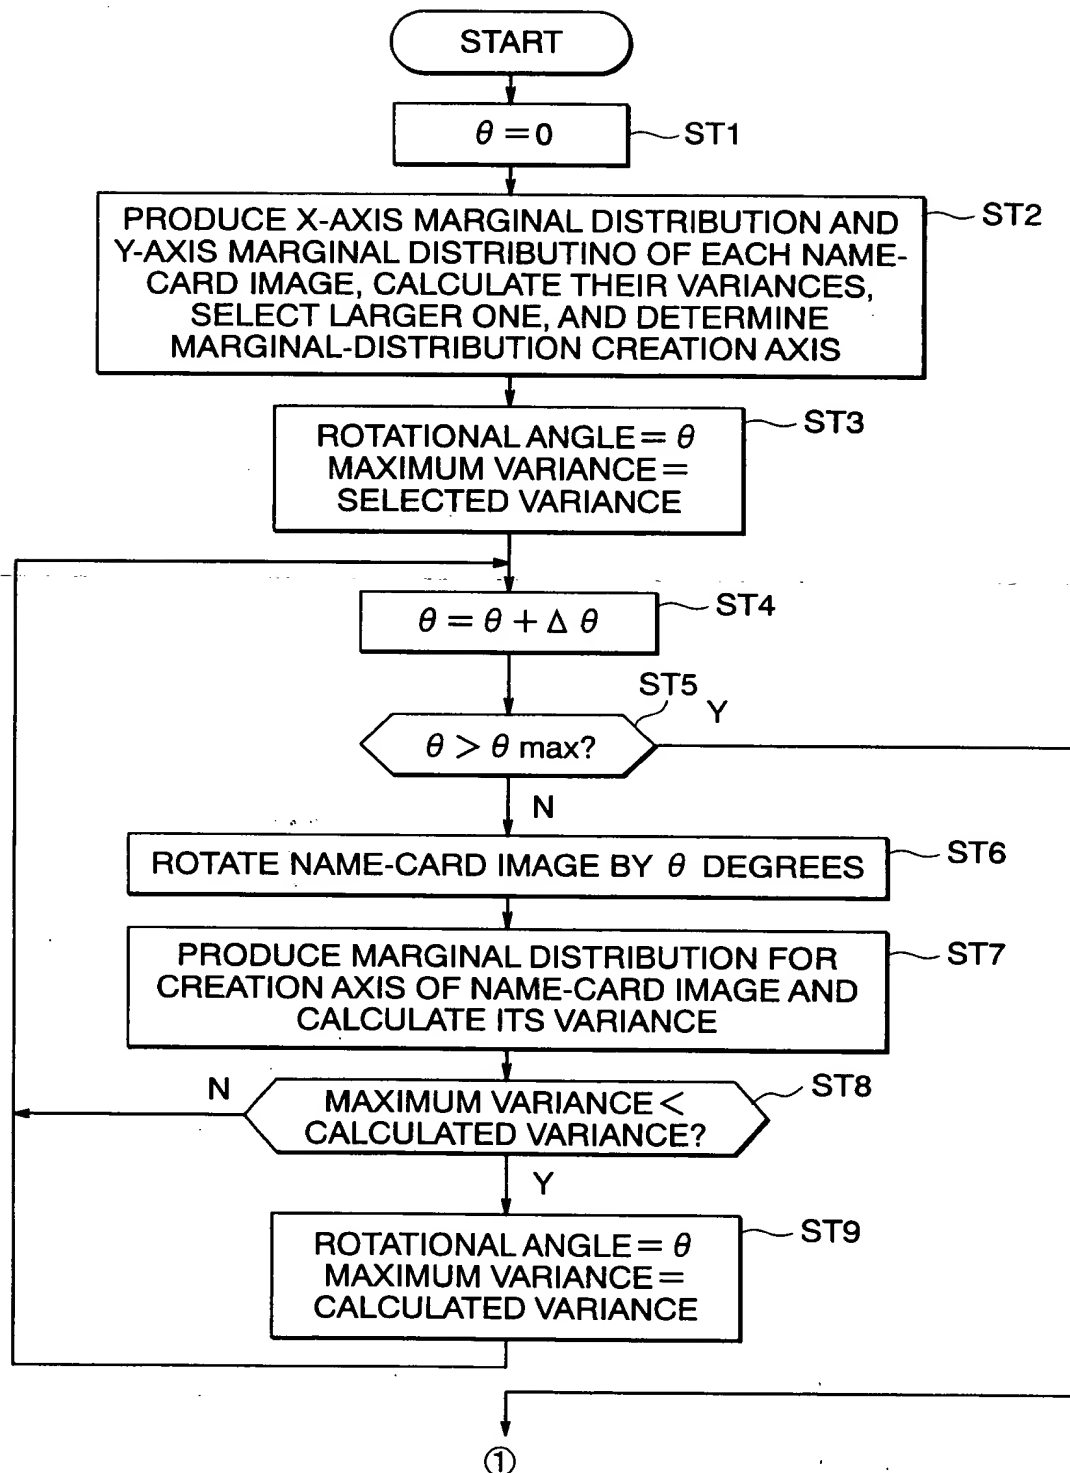 START
θ = 0
ST1
PRODUCE X-AXIS MARGINAL DISTRIBUTION AND
Y-AXIS MARGINAL DISTRIBUTINO OF EACH NAME-
CARD IMAGE, CALCULATE THEIR VARIANCES,
SELECT LARGER ONE, AND DETERMINE
MARGINAL-DISTRIBUTION CREATION AXIS
ST2
ROTATIONAL ANGLE = θ
MAXIMUM VARIANCE =
SELECTED VARIANCE
ST3
θ = θ + Δ θ
ST4
θ > θ max?
ST5
Y
N
ROTATE NAME-CARD IMAGE BY θ DEGREES
ST6
PRODUCE MARGINAL DISTRIBUTION FOR
CREATION AXIS OF NAME-CARD IMAGE AND
CALCULATE ITS VARIANCE
ST7
MAXIMUM VARIANCE <
CALCULATED VARIANCE?
ST8
N
Y
ROTATIONAL ANGLE = θ
MAXIMUM VARIANCE =
CALCULATED VARIANCE
ST9
①